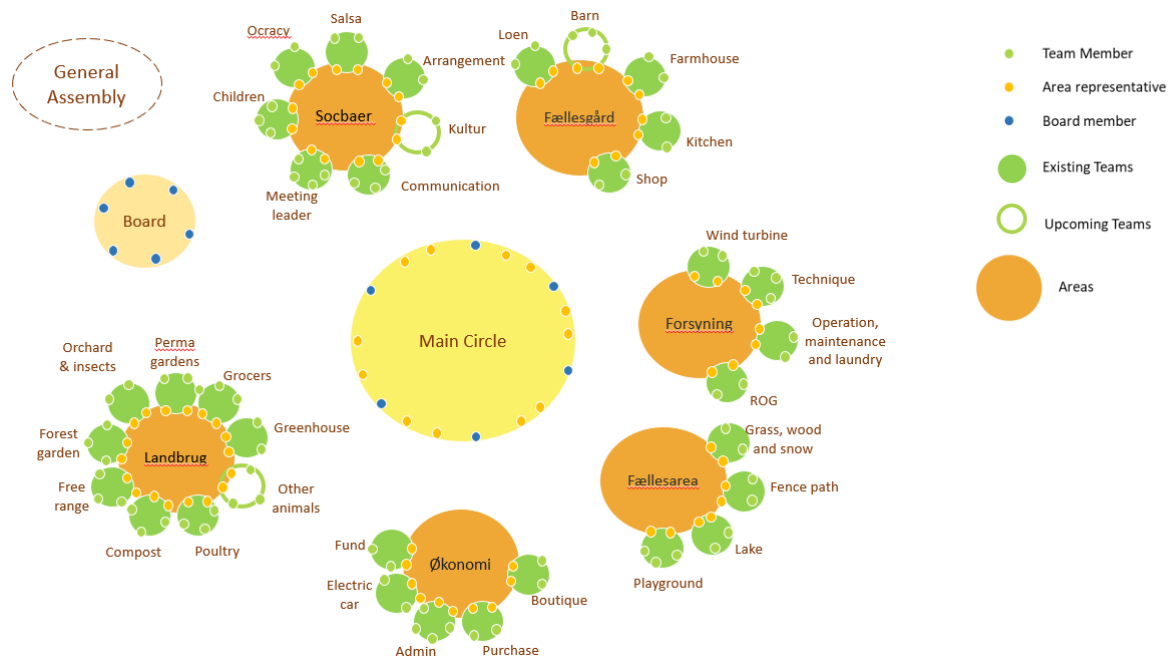 General
Assembly
Board
Ocracy
Salsa
Arrangement
Children
Socbaer
Kultur
Meeting
leader
Communication
Loen
Barn
Farmhouse
Fællesgård
Kitchen
Shop
Team Member
Area representative
Board member
Existing Teams
Upcoming Teams
Areas
Main Circle
Wind turbine
Technique
Forsyning
Operation,
maintenance
and laundry
ROG
Orchard
& insects
Perma
gardens
Grocers
Greenhouse
Forest
garden
Landbrug
Free
range
Other
animals
Compost
Poultry
Grass, wood
and snow
Fællesarea
Fence path
Lake
Playground
Fund
Økonomi
Electric
car
Boutique
Admin
Purchase